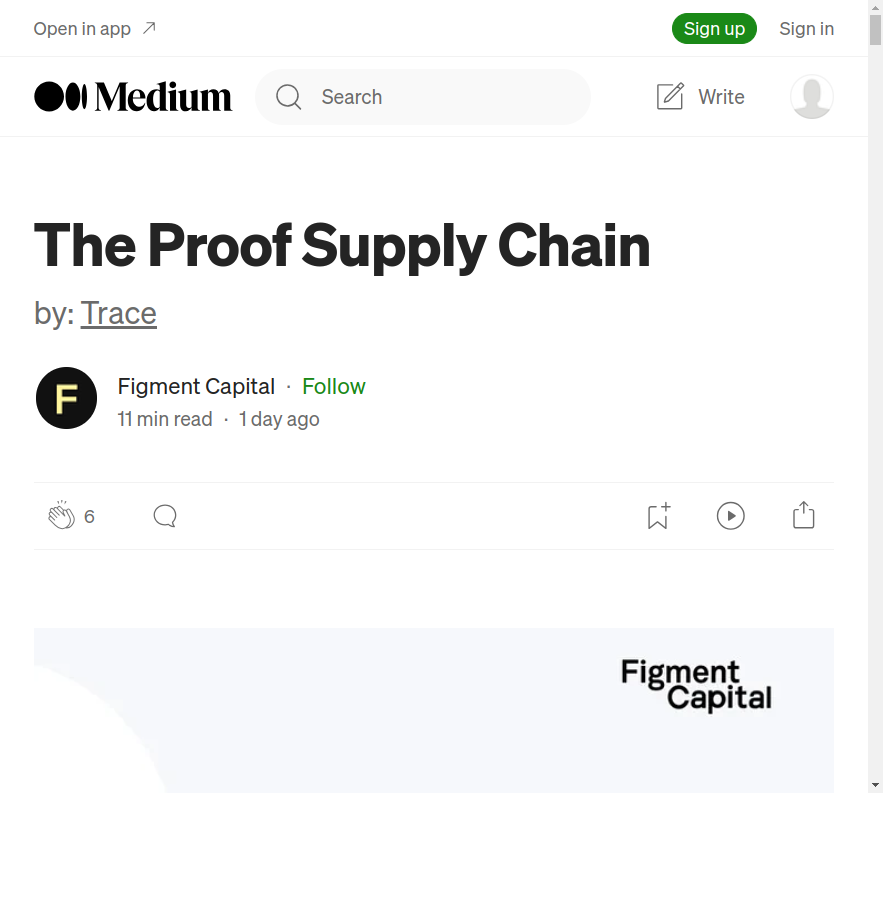 Open in app
Sign up
Sign in
Medium
Search
Write
The Proof Supply Chain
by: Trace
F
Figment Capital · Follow
11 min read · 1 day ago
6
Figment
Capital